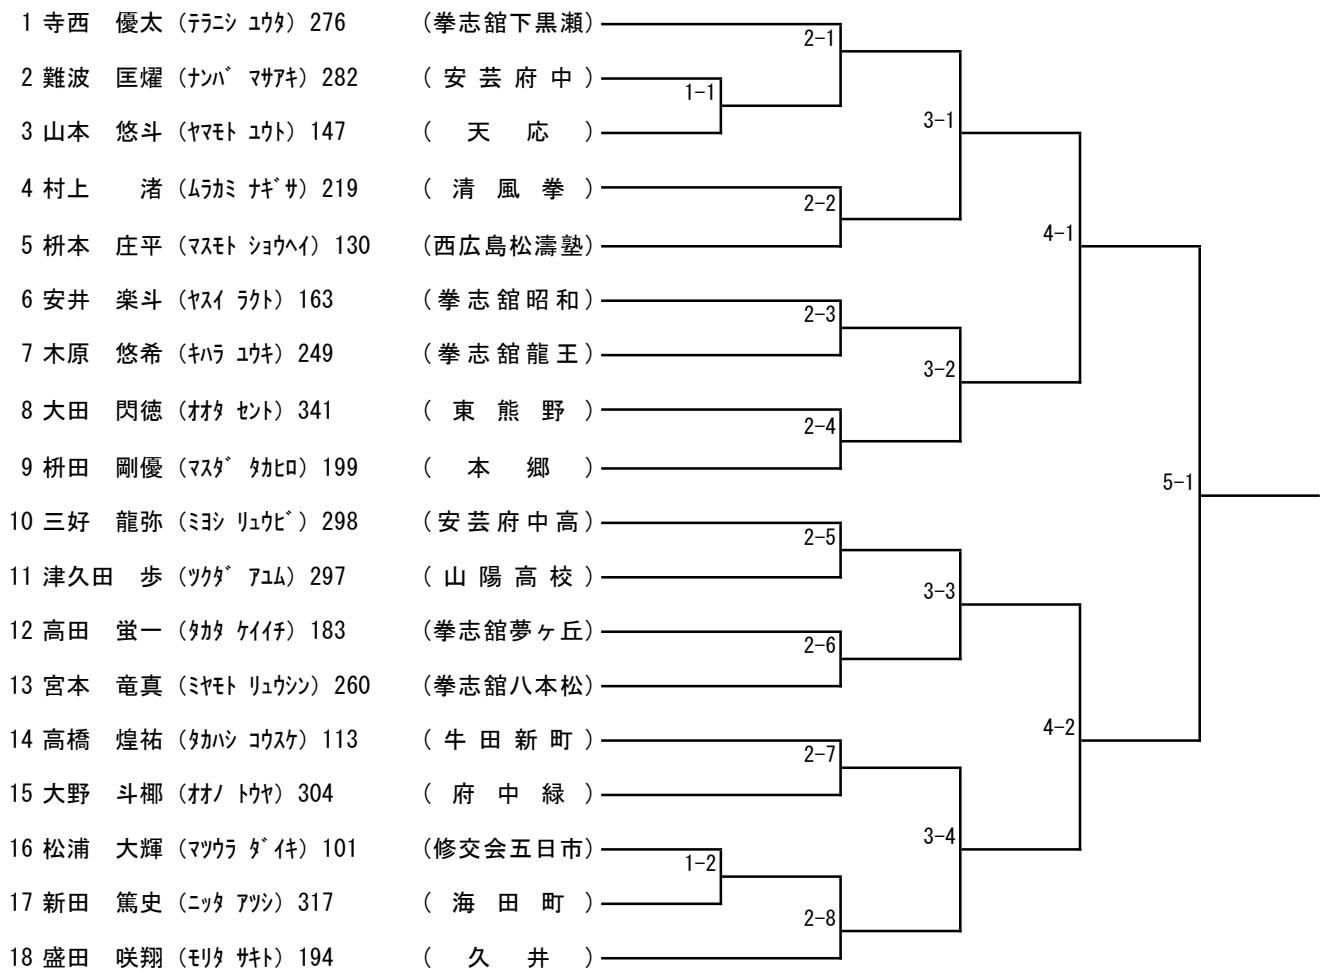 1 寺西　優太 (ﾃﾗﾆｼ ﾕｳﾀ) 276 (拳志舘下黒瀬)
2-1
2 難波　匡燿 (ﾅﾝﾊﾞ ﾏｻｱｷ) 282 (安芸府中)
1-1
3 山本　悠斗 (ﾔﾏﾓﾄ ﾕｳﾄ) 147 (天応)
3-1
4 村上　渚 (ﾑﾗｶﾐ ﾅｷﾞｻ) 219 (清風拳)
2-2
5 枡本　庄平 (ﾏｽﾓﾄ ｼｮｳﾍｲ) 130 (西広島松濤塾)
4-1
6 安井　楽斗 (ﾔｽｲ ﾗｸﾄ) 163 (拳志舘昭和)
2-3
7 木原　悠希 (ｷﾊﾗ ﾕｳｷ) 249 (拳志舘龍王)
3-2
8 大田　閃徳 (ｵｵﾀ ｾﾝﾄ) 341 (東熊野)
2-4
9 枡田　剛優 (ﾏｽﾀﾞ ﾀｶﾋﾛ) 199 (本郷)
5-1
10 三好　龍弥 (ﾐﾖｼ ﾘｭｳﾋﾞ) 298 (安芸府中高)
2-5
11 津久田　歩 (ﾂｸﾀﾞ ｱﾕﾑ) 297 (山陽高校)
3-3
12 高田　蛍一 (ﾀｶﾀ ｹｲｲﾁ) 183 (拳志舘夢ヶ丘)
2-6
13 宮本　竜真 (ﾐﾔﾓﾄ ﾘｭｳｼﾝ) 260 (拳志舘八本松)
4-2
14 高橋　煌祐 (ﾀｶﾊｼ ｺｳｽｹ) 113 (牛田新町)
2-7
15 大野　斗椰 (ｵｵﾉ ﾄｳﾔ) 304 (府中緑)
3-4
16 松浦　大輝 (ﾏﾂｳﾗ ﾀﾞｲｷ) 101 (修交会五日市)
1-2
17 新田　篤史 (ﾆｯﾀ ｱﾂｼ) 317 (海田町)
2-8
18 盛田　咲翔 (ﾓﾘﾀ ｻｷﾄ) 194 (久井)